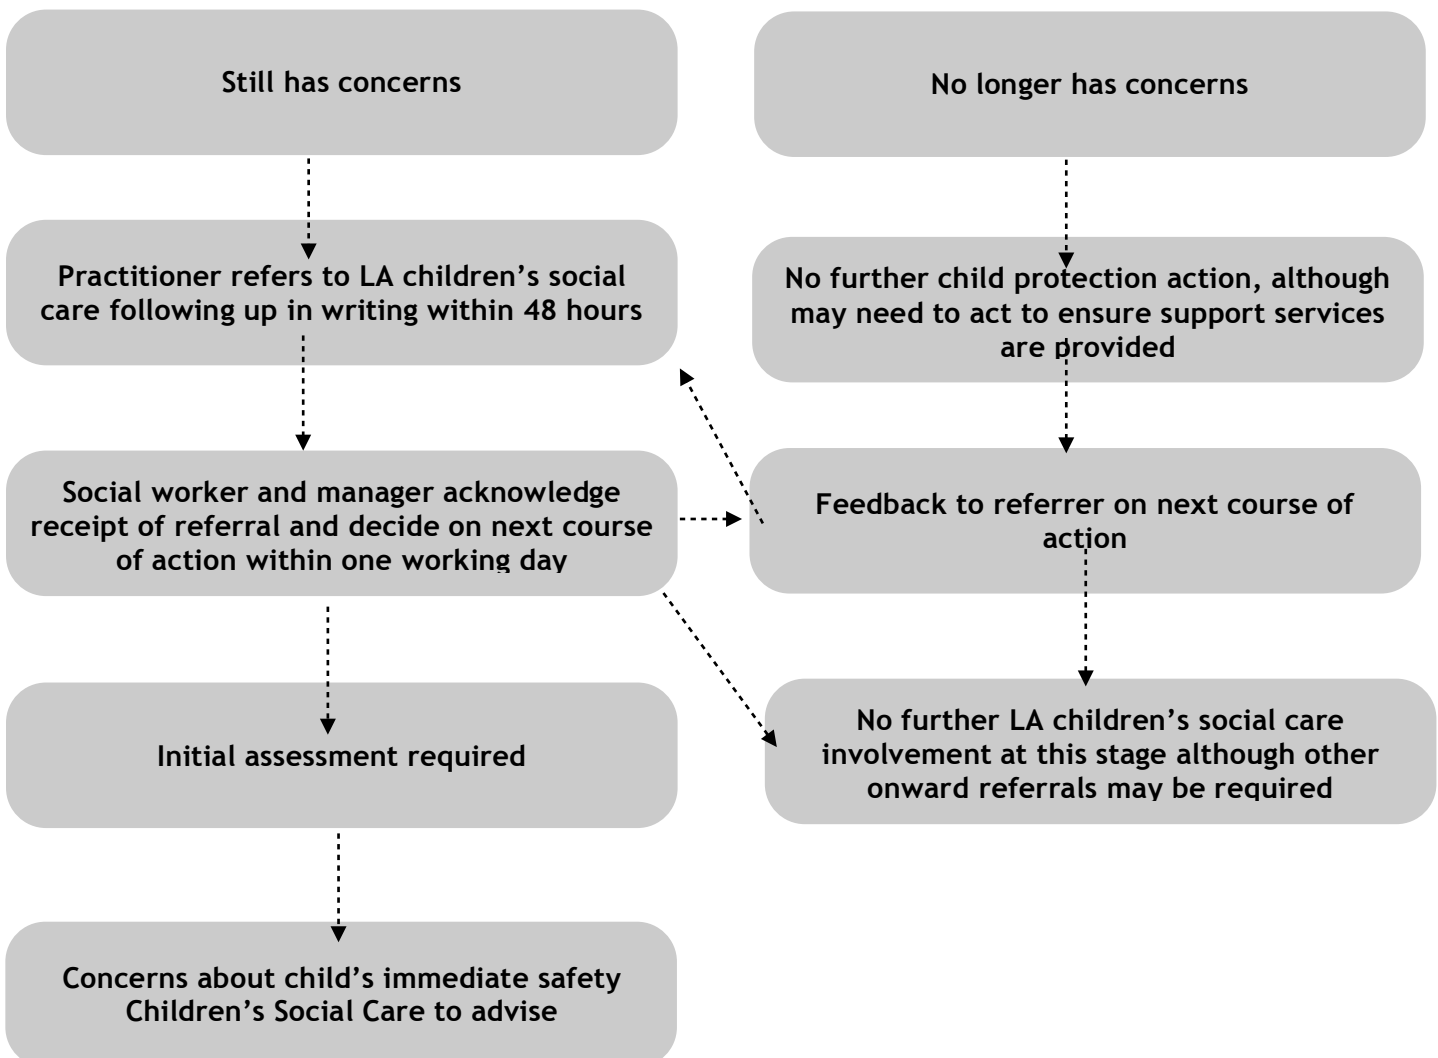 Still has concerns
No longer has concerns
Practitioner refers to LA children’s social
care following up in writing within 48 hours
No further child protection action, although
may need to act to ensure support services
are provided
Social worker and manager acknowledge
receipt of referral and decide on next course
of action within one working day
Feedback to referrer on next course of
action
Initial assessment required
No further LA children’s social care
involvement at this stage although other
onward referrals may be required
Concerns about child’s immediate safety
Children’s Social Care to advise